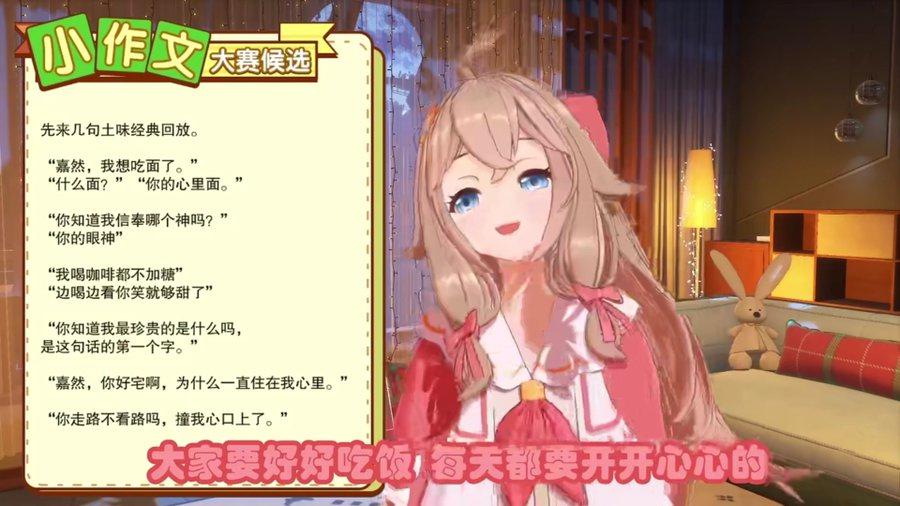 小作文
大赛候选
先来几句土味经典回放。
“嘉然，我想吃面了。”
“什么面？” “你的心里面。”
“你知道我信奉哪个神吗？”
“你的眼神”
“我喝咖啡都不加糖”
“边喝边看你笑就够甜了”
“你知道我最珍贵的是什么吗，
是这句话的第一个字。”
“嘉然，你好宅啊，为什么一直住在我心里。”
“你走路不看路吗，撞我心口上了。”
大家要好好吃饭 每天都要开开心心的